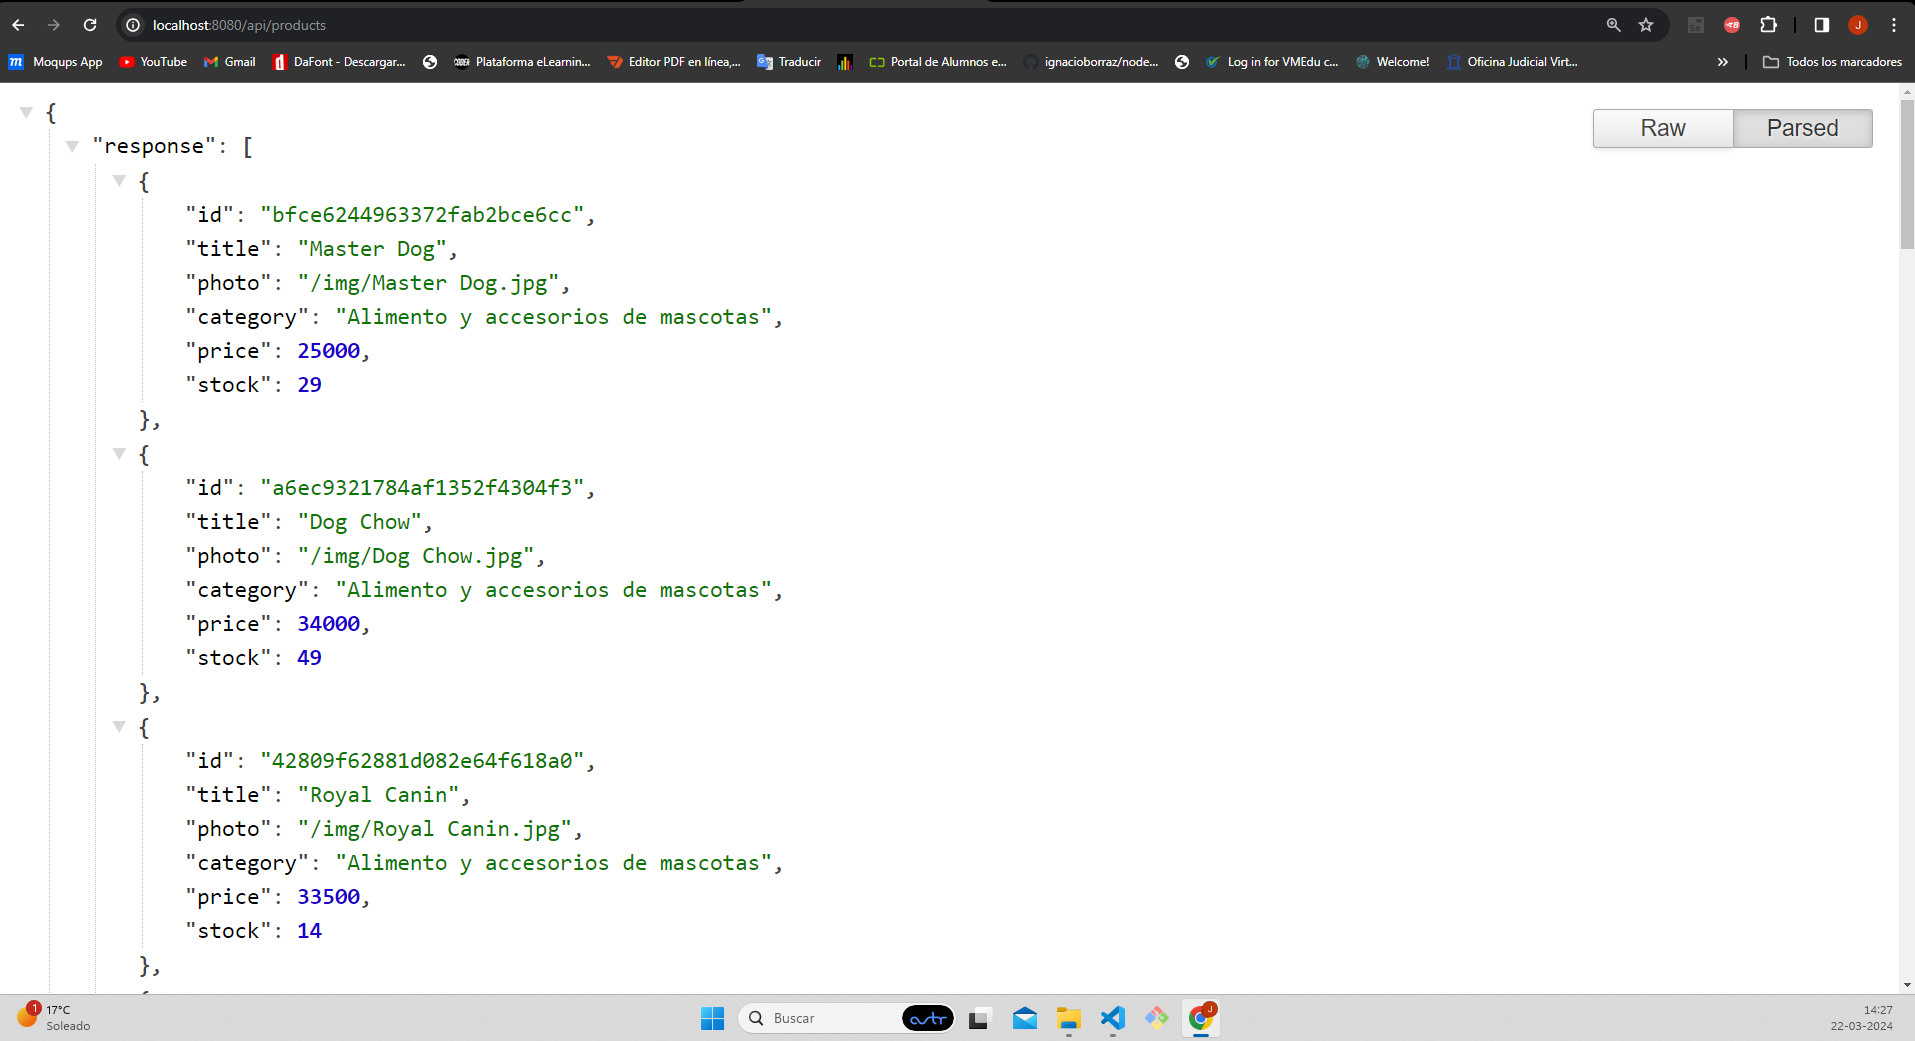 localhost:8080/api/products
Moqups App YouTube Gmail DaFont - Descargar... Plataforma eLearnin... Editor PDF en línea,... Traducir Portal de Alumnos e... ignacioborraz/node... Log in for VMEdu c... Welcome! Oficina Judicial Virt... » Todos los marcadores
Raw Parsed
{
"response": [
{
"id": "bfce6244963372fab2bce6cc",
"title": "Master Dog",
"photo": "/img/Master Dog.jpg",
"category": "Alimento y accesorios de mascotas",
"price": 25000,
"stock": 29
},
{
"id": "a6ec9321784af1352f4304f3",
"title": "Dog Chow",
"photo": "/img/Dog Chow.jpg",
"category": "Alimento y accesorios de mascotas",
"price": 34000,
"stock": 49
},
{
"id": "42809f62881d082e64f618a0",
"title": "Royal Canin",
"photo": "/img/Royal Canin.jpg",
"category": "Alimento y accesorios de mascotas",
"price": 33500,
"stock": 14
},
1 17°C
Soleado
Buscar
14:27
22-03-2024